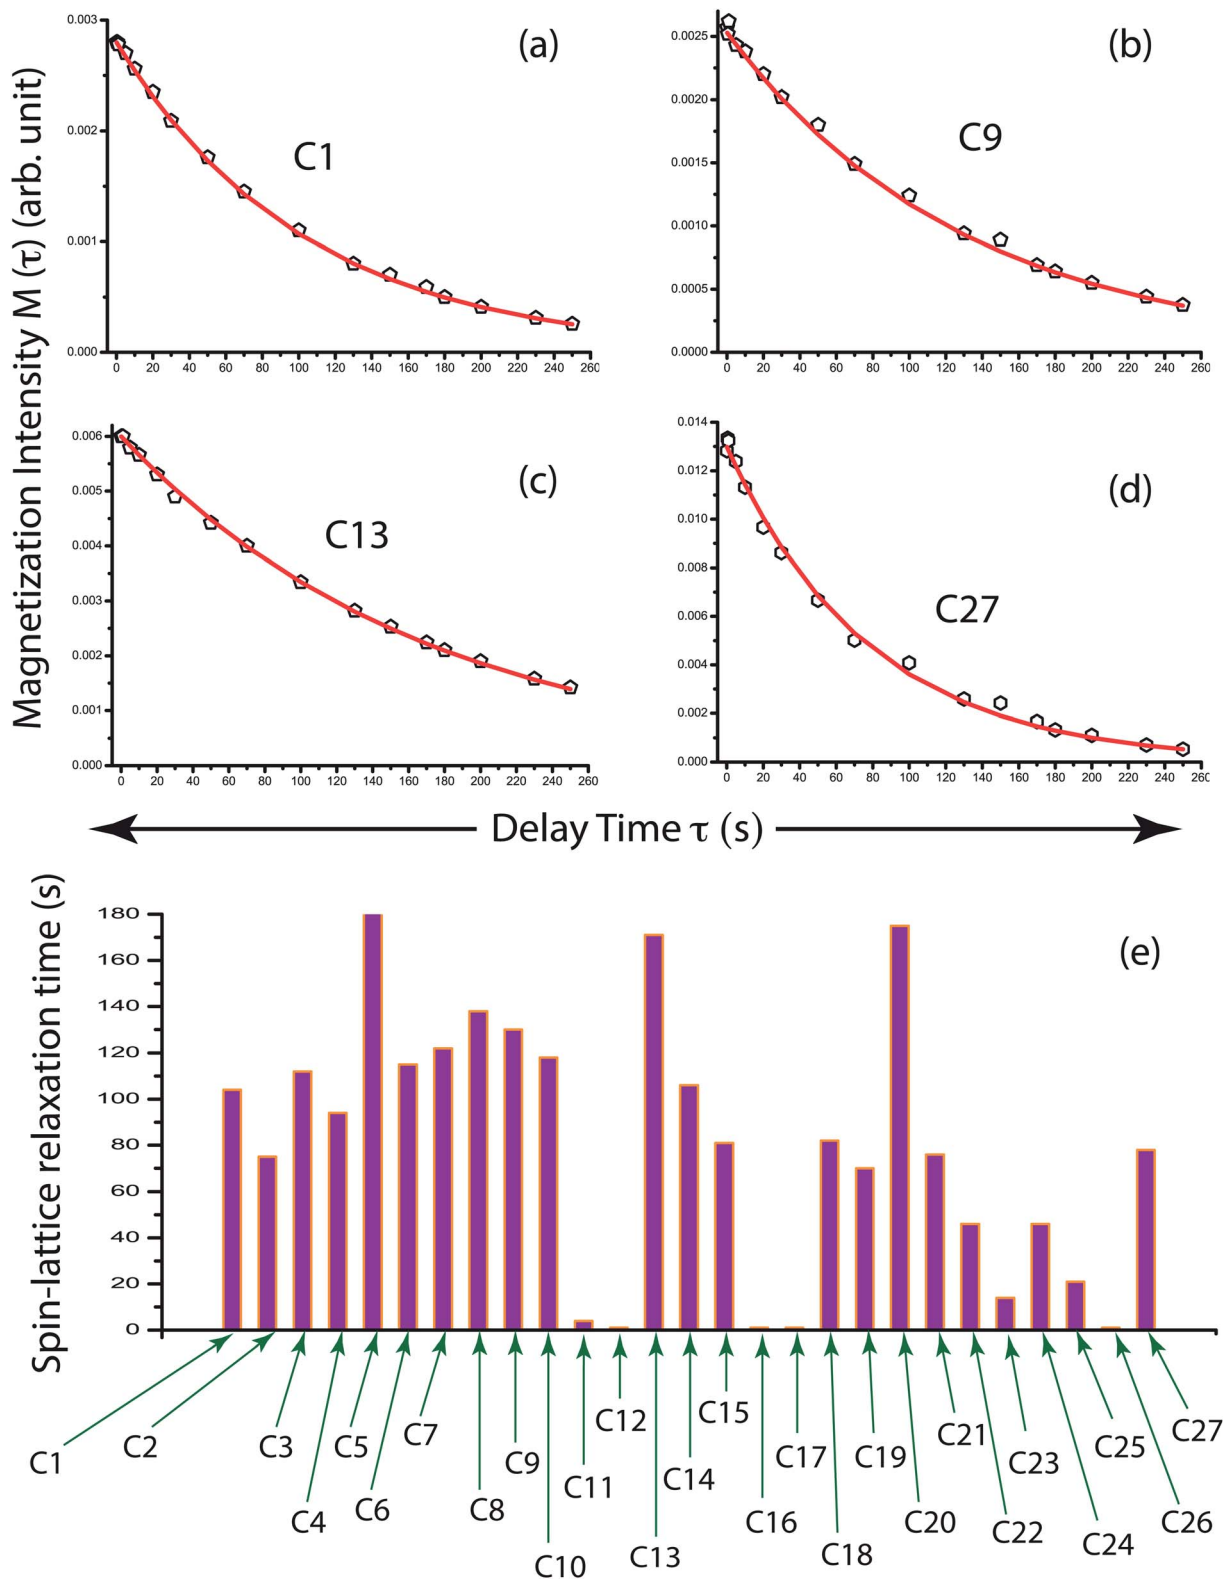 Magnetization Intensity M (τ) (arb. unit)
(a)
C1
0.003
0.002
0.001
0.000
0 20 40 60 80 100 120 140 160 180 200 220 240 260
(b)
C9
0.0025
0.0020
0.0015
0.0010
0.0005
0.0000
0 20 40 60 80 100 120 140 160 180 200 220 240 260
(c)
C13
0.006
0.005
0.004
0.003
0.002
0.001
0.000
0 20 40 60 80 100 120 140 160 180 200 220 240 260
(d)
C27
0.014
0.012
0.010
0.008
0.006
0.004
0.002
0.000
0 20 40 60 80 100 120 140 160 180 200 220 240 260
Delay Time τ (s)
Spin-lattice relaxation time (s)
(e)
180
160
140
120
100
80
60
40
20
0
C1
C2
C3
C4
C5
C6
C7
C8
C9
C10
C11
C12
C13
C14
C15
C16
C17
C18
C19
C20
C21
C22
C23
C24
C25
C26
C27